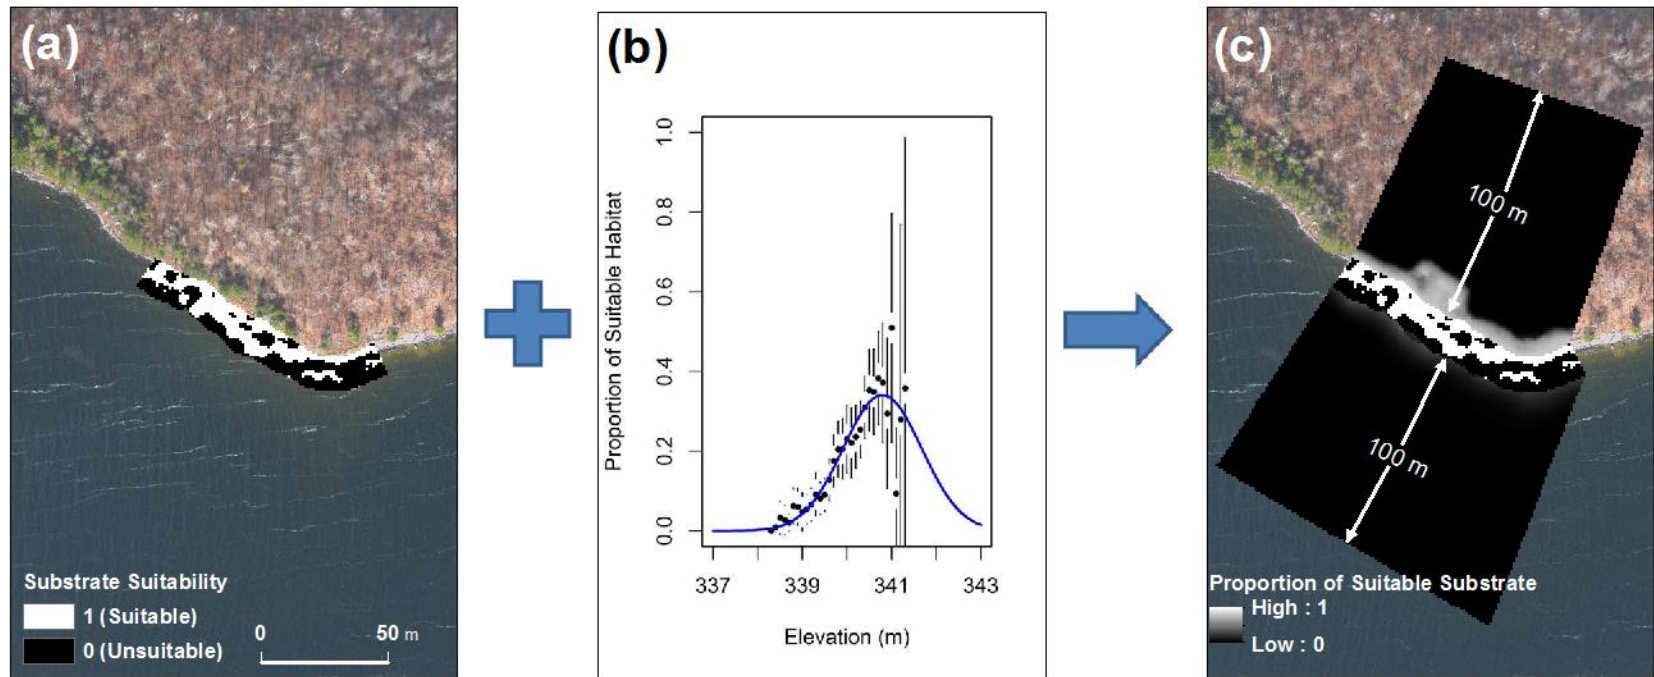 (a)
Substrate Suitability
1 (Suitable)
0 (Unsuitable)
0 50 m
(b)
Proportion of Suitable Habitat
1.0
0.8
0.6
0.4
0.2
0.0
337 339 341 343
Elevation (m)
(c)
100 m
100 m
Proportion of Suitable Substrate
High : 1
Low : 0